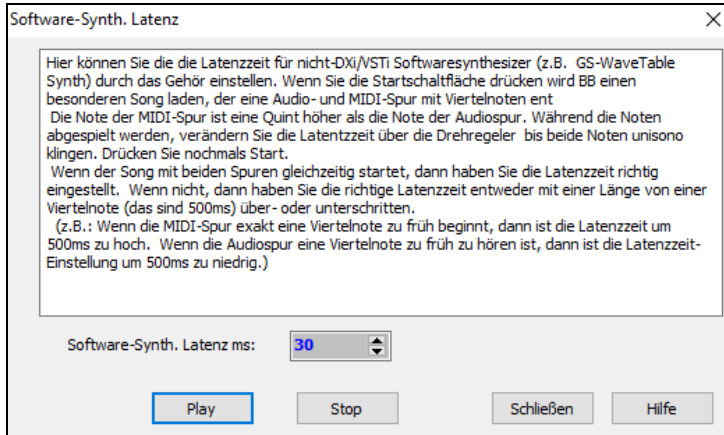 Software-Synth. Latenz
Hier können Sie die die Latenzzeit für nicht-DXi/VSTi Softwaresynthesizer (z.B.  GS-WaveTable
Synth) durch das Gehör einstellen. Wenn Sie die Startschaltfläche drücken wird BB einen
besonderen Song laden, der eine Audio- und MIDI-Spur mit Viertelnoten ent
Die Note der MIDI-Spur ist eine Quint höher als die Note der Audiospur. Während die Noten
abgespielt werden, verändern Sie die Latentzzeit über die Drehregeler  bis beide Noten unisono
klingen. Drücken Sie nochmals Start.
Wenn der Song mit beiden Spuren gleichzeitig startet, dann haben Sie die Latenzzeit richtig
eingestellt.  Wenn nicht, dann haben Sie die richtige Latenzzeit entweder mit einer Länge von einer
Viertelnote (das sind 500ms) über- oder unterschritten.
(z.B.: Wenn die MIDI-Spur exakt eine Viertelnote zu früh beginnt, dann ist die Latenzzeit um
500ms zu hoch.  Wenn die Audiospur eine Viertelnote zu früh zu hören ist, dann ist die Latenzzeit-
Einstellung um 500ms zu niedrig.)
Software-Synth. Latenz ms: 30
Play Stop Schließen Hilfe